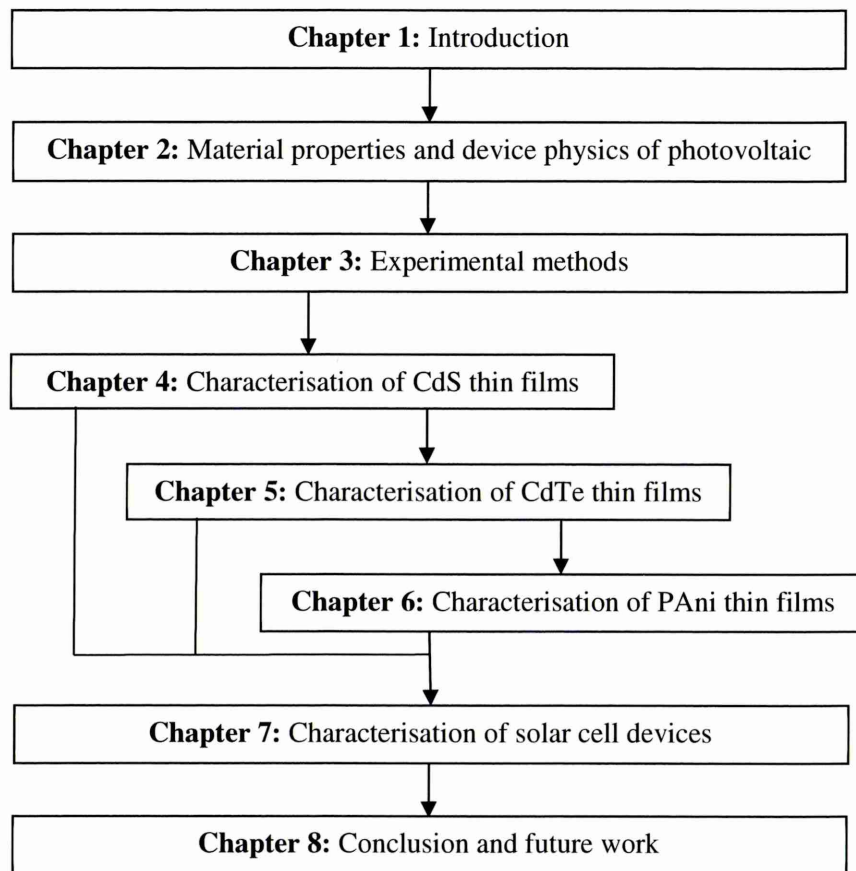 Chapter 1: Introduction
Chapter 2: Material properties and device physics of photovoltaic
Chapter 3: Experimental methods
Chapter 4: Characterisation of CdS thin films
Chapter 5: Characterisation of CdTe thin films
Chapter 6: Characterisation of PAni thin films
Chapter 7: Characterisation of solar cell devices
Chapter 8: Conclusion and future work